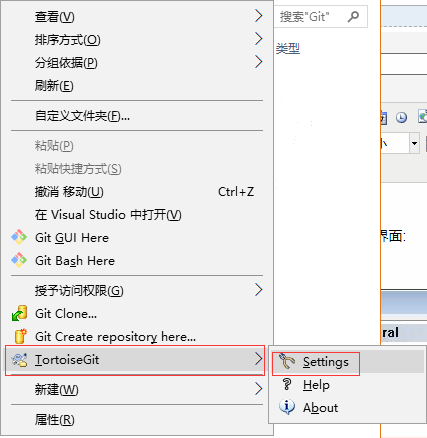 查看(V)
搜索"Git"
排序方式(O)
类型
分组依据(P)
刷新(E)
自定义文件夹(F)...
小
粘贴(P)
粘贴快捷方式(S)
撤消 移动(U) Ctrl+Z
在 Visual Studio 中打开(V)
Git GUI Here
界面:
Git Bash Here
授予访问权限(G)
Git Clone...
Git Create repository here...
ral
TortoiseGit
Settings
Help
新建(W)
About
属性(R)